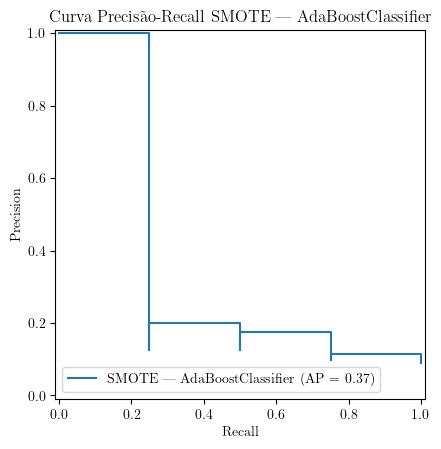 Curva Precisão-Recall SMOTE — AdaBoostClassifier
1.0
0.8
0.6
0.4
0.2
0.0
Precision
SMOTE — AdaBoostClassifier (AP = 0.37)
0.0 0.2 0.4 0.6 0.8 1.0
Recall